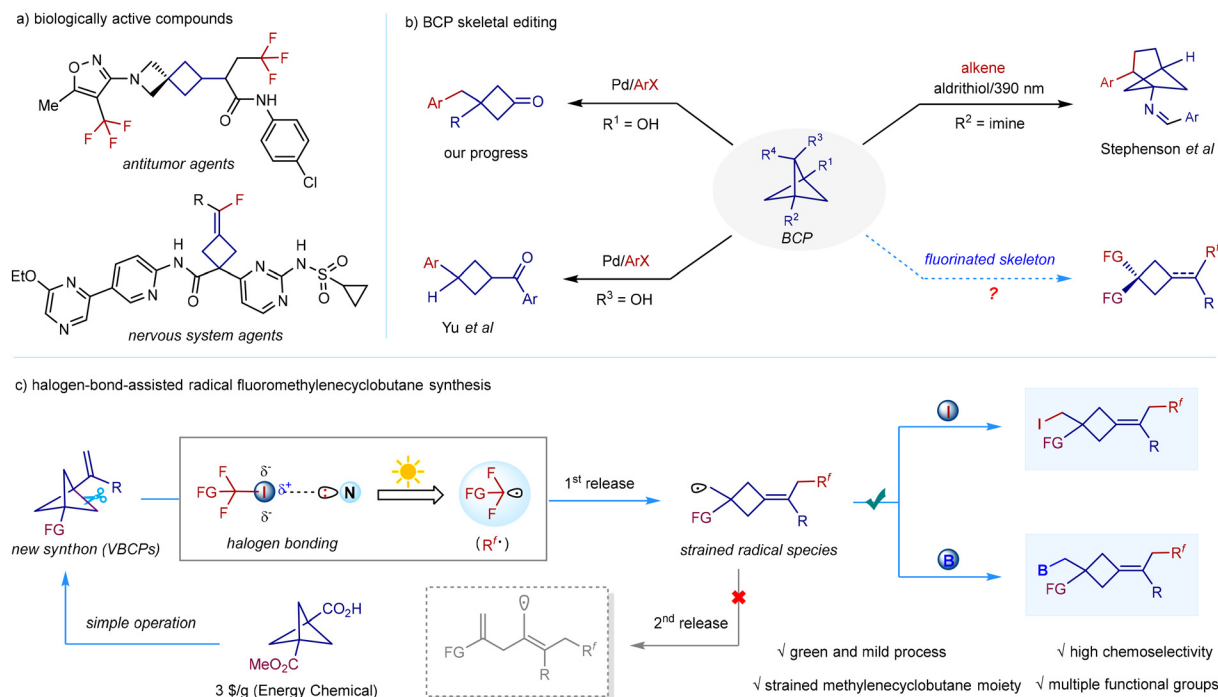 a) biologically active compounds
O
N
Me
N
F
F
F
F
F
F
O
NH
Cl
antitumor agents
R
F
EtO
N
N
N
H
N
O
N
N
H
N
O
S
O
nervous system agents
b) BCP skeletal editing
Ar
R
O
our progress
Pd/ArX
R1 = OH
alkene
aldrithiol/390 nm
R2 = imine
H
Ar
N
Ar
Stephenson et al
R4
R3
R1
R2
BCP
Ar
H
O
Ar
Yu et al
Pd/ArX
R3 = OH
fluorinated skeleton
?
FG
FG
Rf
R
c) halogen-bond-assisted radical fluoromethylenecyclobutane synthesis
R
FG
new synthon (VBCPs)
F
FG
F
δ-
I
δ+
δ-
N
halogen bonding
F
FG
F
(Rf·)
1st release
FG
Rf
R
strained radical species
I
I
FG
Rf
R
B
B
FG
Rf
R
simple operation
CO2H
MeO2C
3 $/g (Energy Chemical)
2nd release
FG
Rf
R
√ green and mild process
√ high chemoselectivity
√ strained methylenecyclobutane moiety
√ multiple functional groups